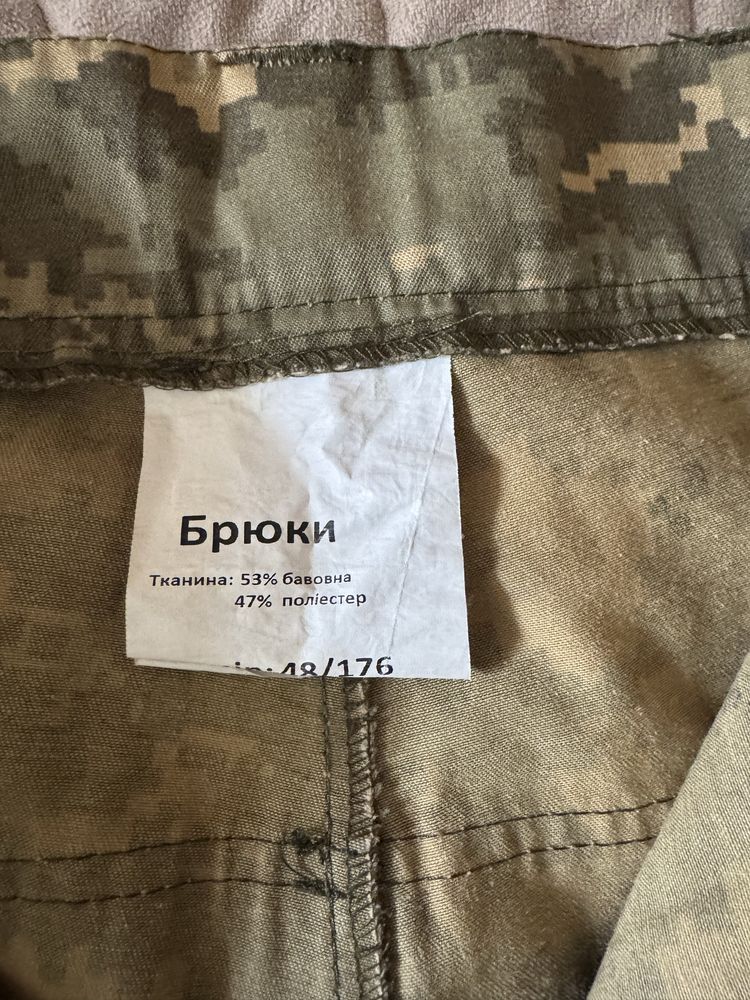 Брюки
Тканина: 53% бавовна
47% поліестер
48/176